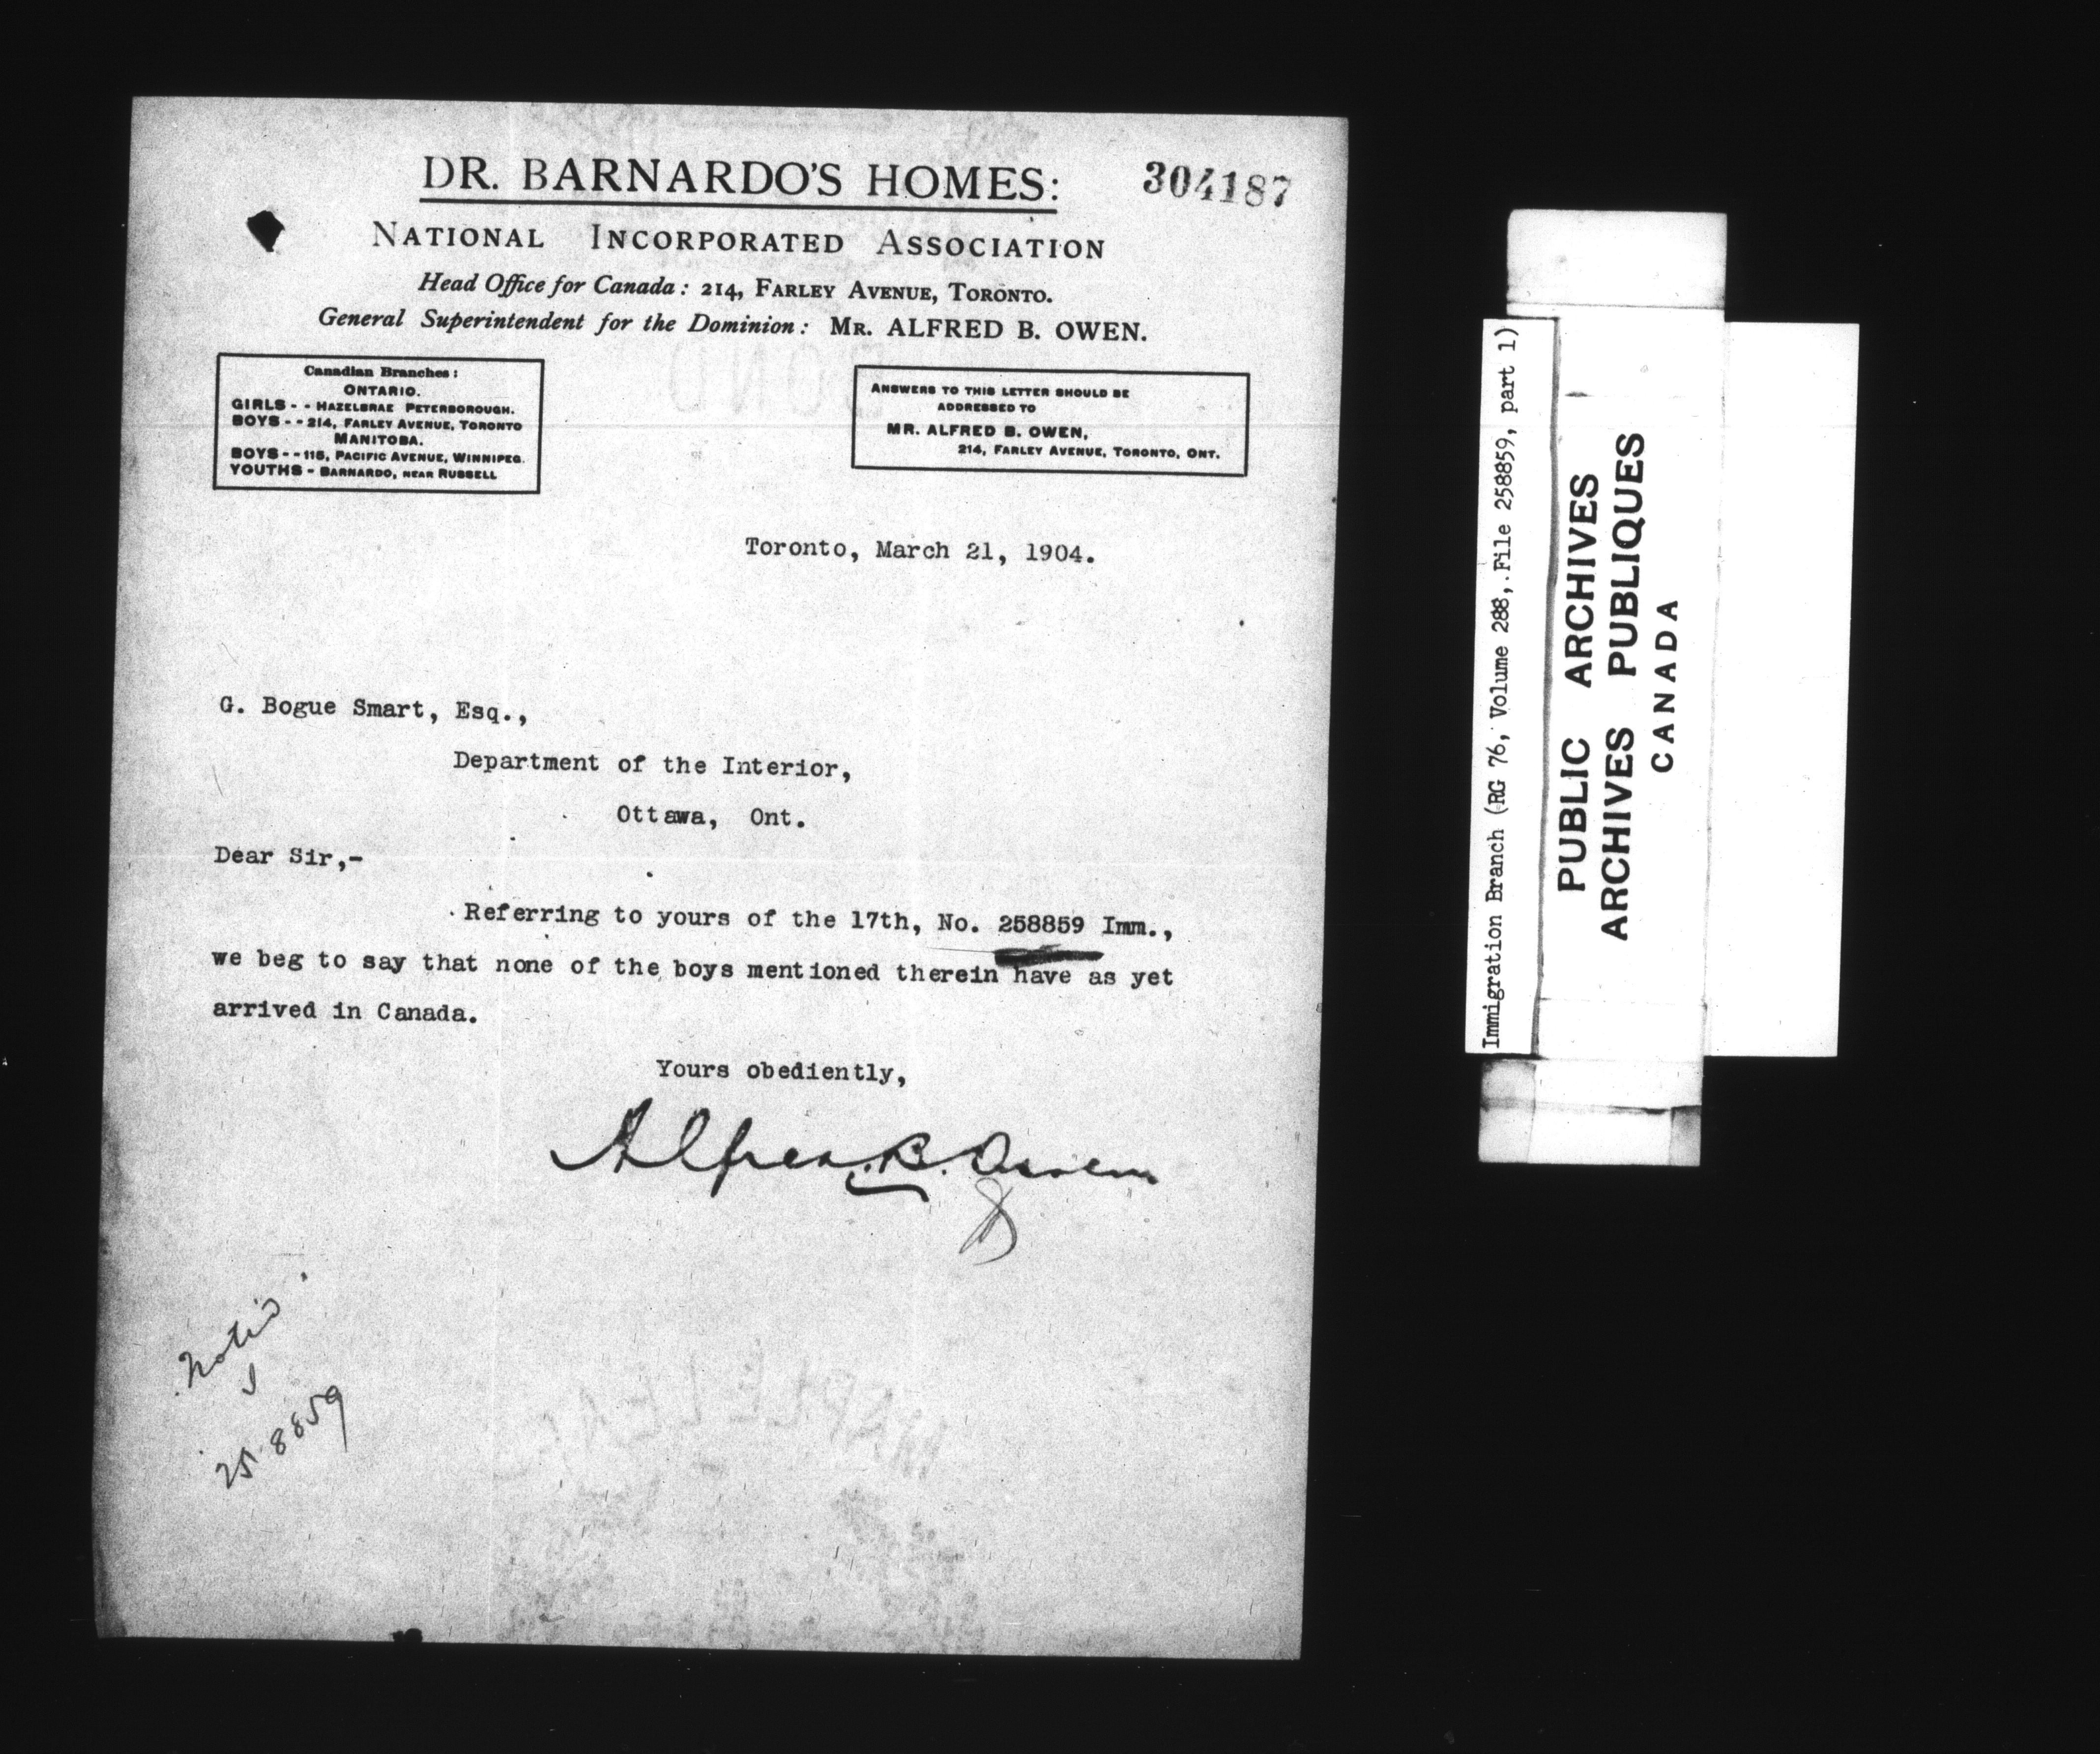 DR. BARNARDO'S HOMES:
304187
NATIONAL INCORPORATED ASSOCIATION
Head Office for Canada: 214, FARLEY AVENUE, TORONTO.
General Superintendent for the Dominion: MR. ALFRED B. OWEN.
Canadian Branches:
ONTARIO.
GIRLS - - HAZELBRAE PETERBOROUGH.
BOYS - - 214, FARLEY AVENUE, TORONTO
MANITOBA.
BOYS - - 115, PACIFIC AVENUE, WINNIPEG.
YOUTHS - BARNARDO, NEAR RUSSELL
ANSWERS TO THIS LETTER SHOULD BE
ADDRESSED TO
MR. ALFRED B. OWEN,
214, FARLEY AVENUE, TORONTO, ONT.
Toronto, March 21, 1904.
G. Bogue Smart, Esq.,
Department of the Interior,
Ottawa, Ont.
Dear Sir,-
Referring to yours of the 17th, No. 258859 Imm.,
we beg to say that none of the boys mentioned therein have as yet
arrived in Canada.
Yours obediently,
Alfred B. Owen
258859
Immigration Branch (RG 76, Volume 288, File 258859, part 1)
PUBLIC ARCHIVES
ARCHIVES PUBLIQUES
CANADA